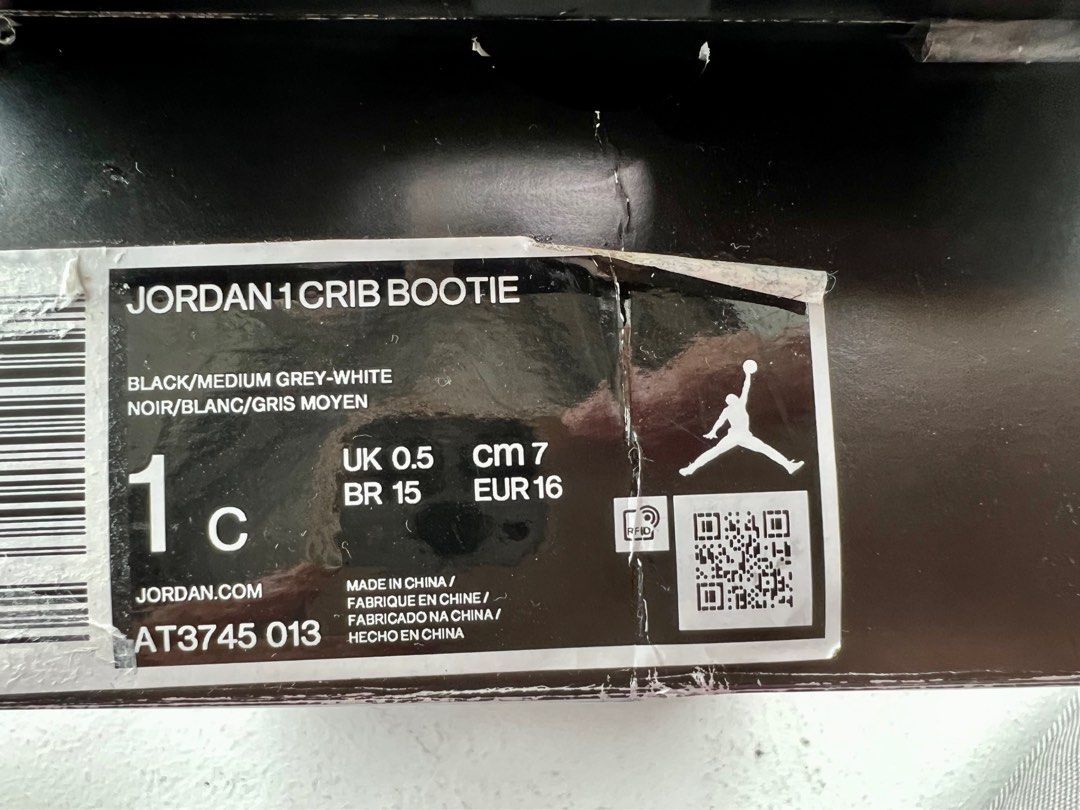 JORDAN 1 CRIB BOOTIE
BLACK/MEDIUM GREY-WHITE
NOIR/BLANC/GRIS MOYEN
1 C
UK 0.5 cm 7
BR 15 EUR 16
RFID
JORDAN.COM
MADE IN CHINA /
FABRIQUE EN CHINE /
FABRICADO NA CHINA /
HECHO EN CHINA
AT3745 013